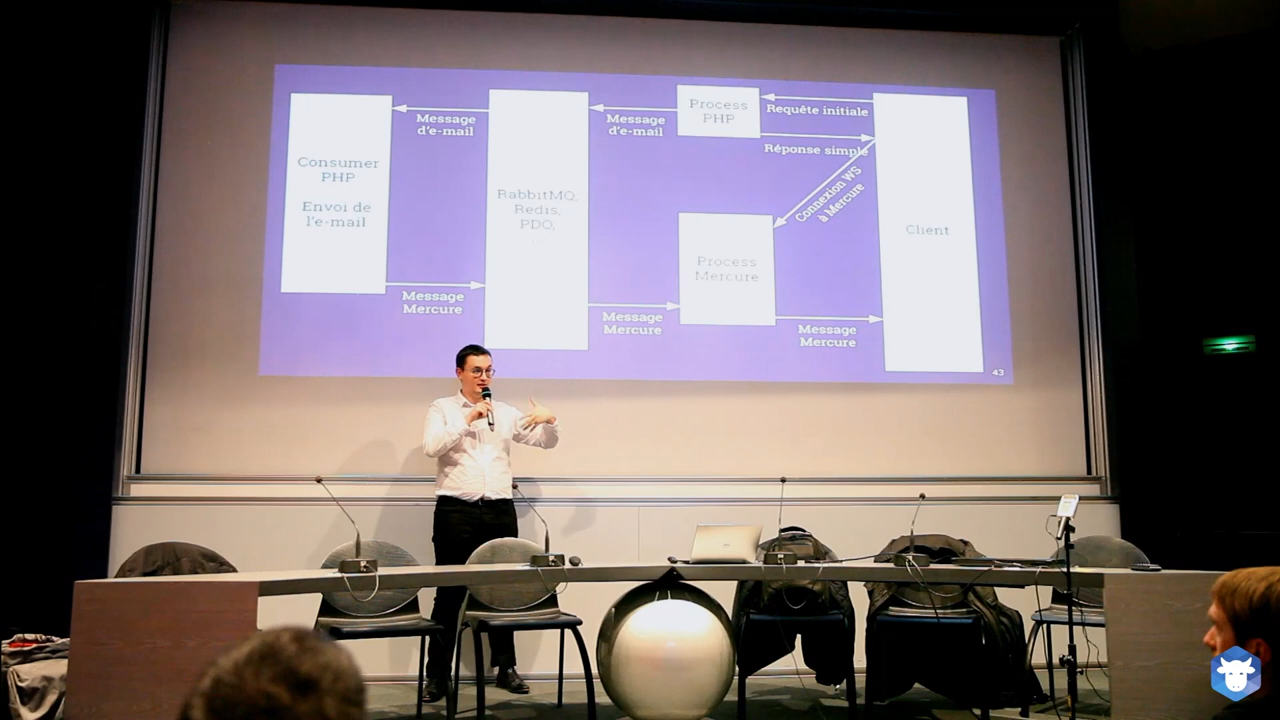 Consumer
PHP
Envoi de
l'e-mail
Message
d'e-mail
RabbitMQ,
Redis,
PDO,
...
Message
d'e-mail
Process
PHP
Requête initiale
Réponse simple
Connexion WS
à Mercure
Client
Process
Mercure
Message
Mercure
Message
Mercure
Message
Mercure
43